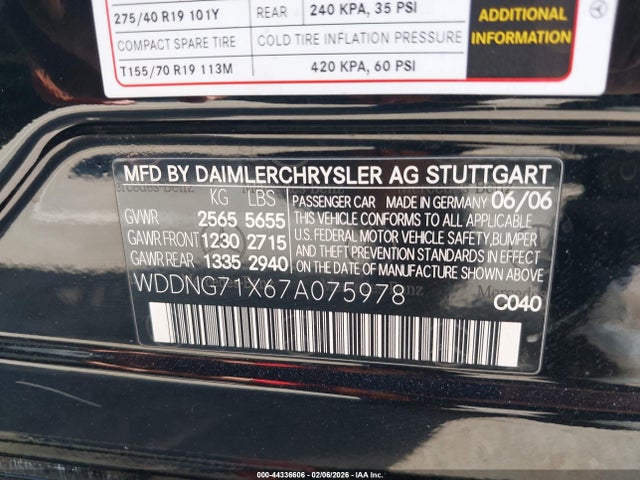 275/40 R19 101Y REAR 240 KPA, 35 PSI
COMPACT SPARE TIRE COLD TIRE INFLATION PRESSURE
T155/70 R19 113M 420 KPA, 60 PSI
ADDITIONAL
INFORMATION
MFD BY DAIMLERCHRYSLER AG STUTTGART
KG LBS PASSENGER CAR MADE IN GERMANY 06/06
GVWR 2565 5655 THIS VEHICLE CONFORMS TO ALL APPLICABLE
GAWR FRONT 1230 2715 U.S. FEDERAL MOTOR VEHICLE SAFETY, BUMPER
GAWR REAR 1335 2940 AND THEFT PREVENTION STANDARDS IN EFFECT
ON THE DATE OF MANUFACTURE SHOWN ABOVE.
WDDNG71X67A075978
C040
000-44336606 - 02/06/2026 - IAA Inc.